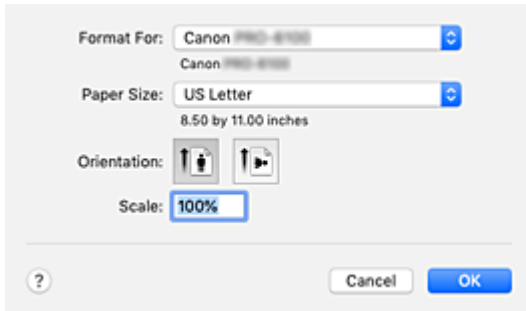 Format For: Canon
Canon
Paper Size: US Letter
8.50 by 11.00 inches
Orientation:
Scale: 100%
? Cancel OK